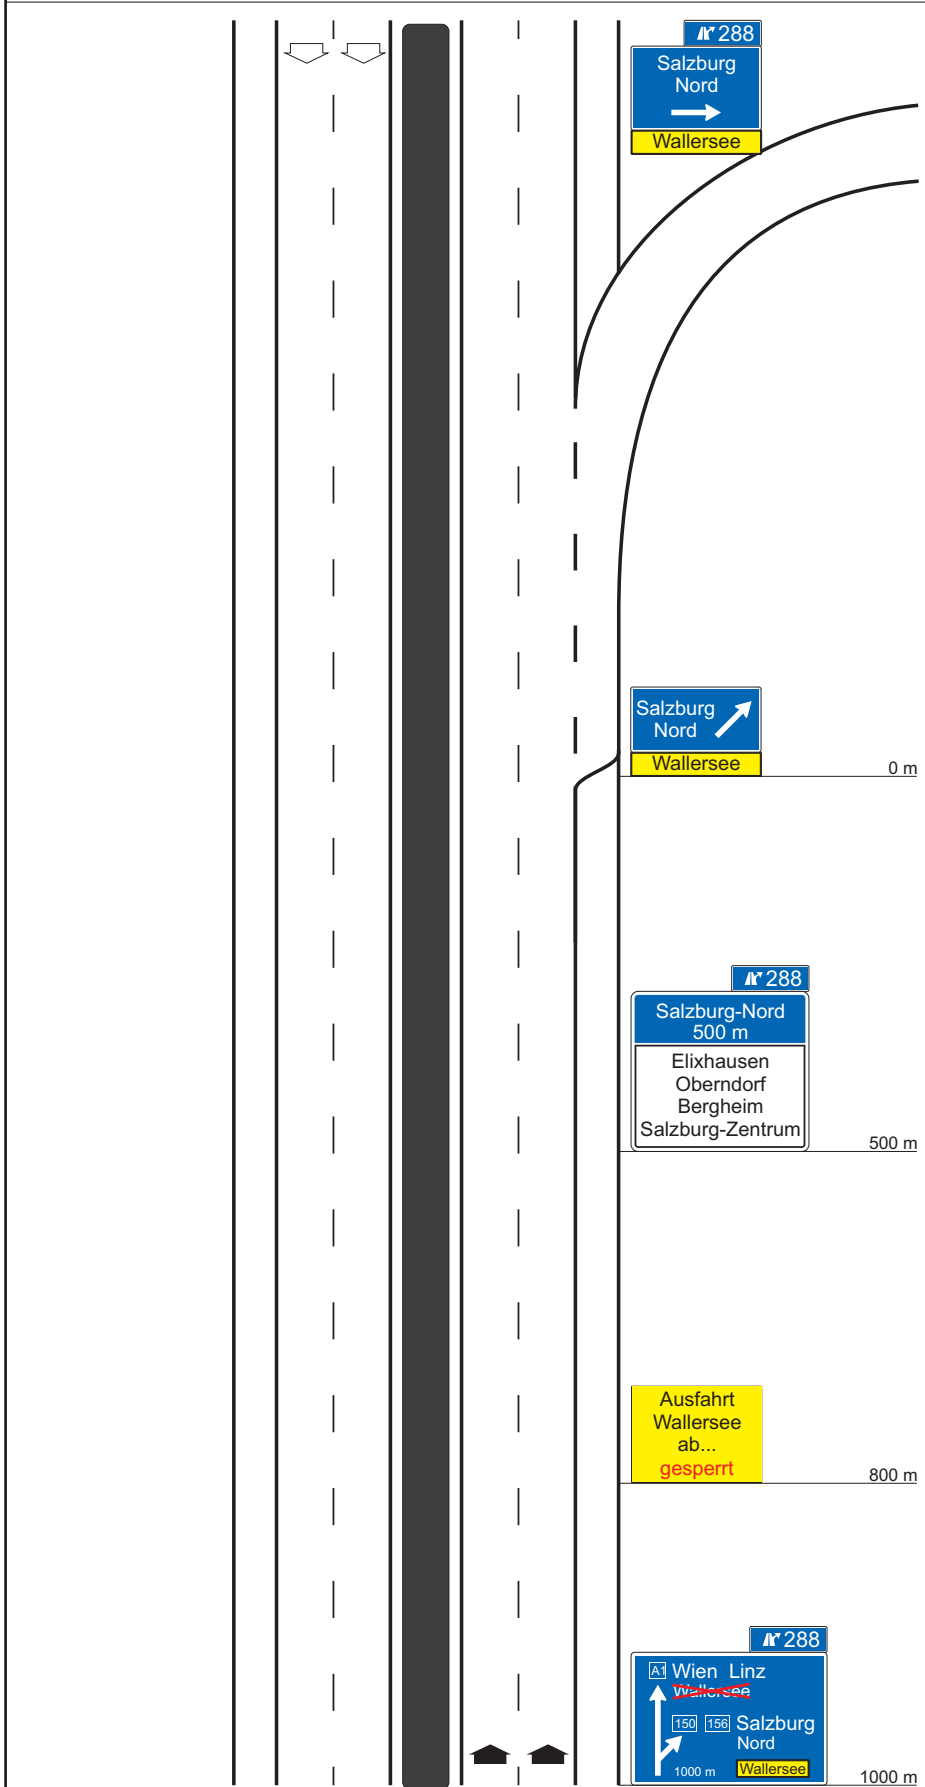 288
Salzburg
Nord
Wallersee
Salzburg
Nord
Wallersee
0 m
288
Salzburg-Nord
500 m
Elixhausen
Oberndorf
Bergheim
Salzburg-Zentrum
500 m
Ausfahrt
Wallersee
ab...
gesperrt
800 m
288
A1 Wien Linz
Wallersee
150 156 Salzburg
Nord
1000 m Wallersee
1000 m